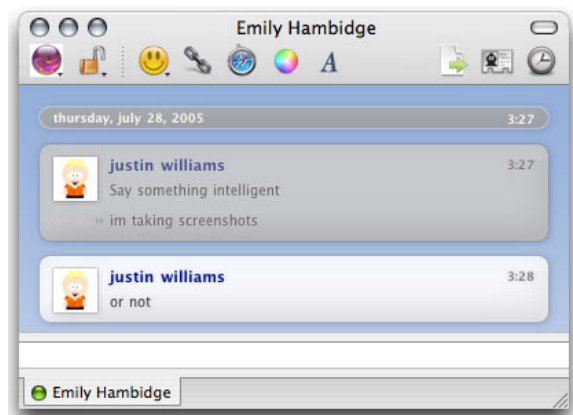 Emily Hambidge
A
thursday, july 28, 2005 3:27
justin williams 3:27
Say something intelligent
» im taking screenshots
justin williams 3:28
or not
Emily Hambidge